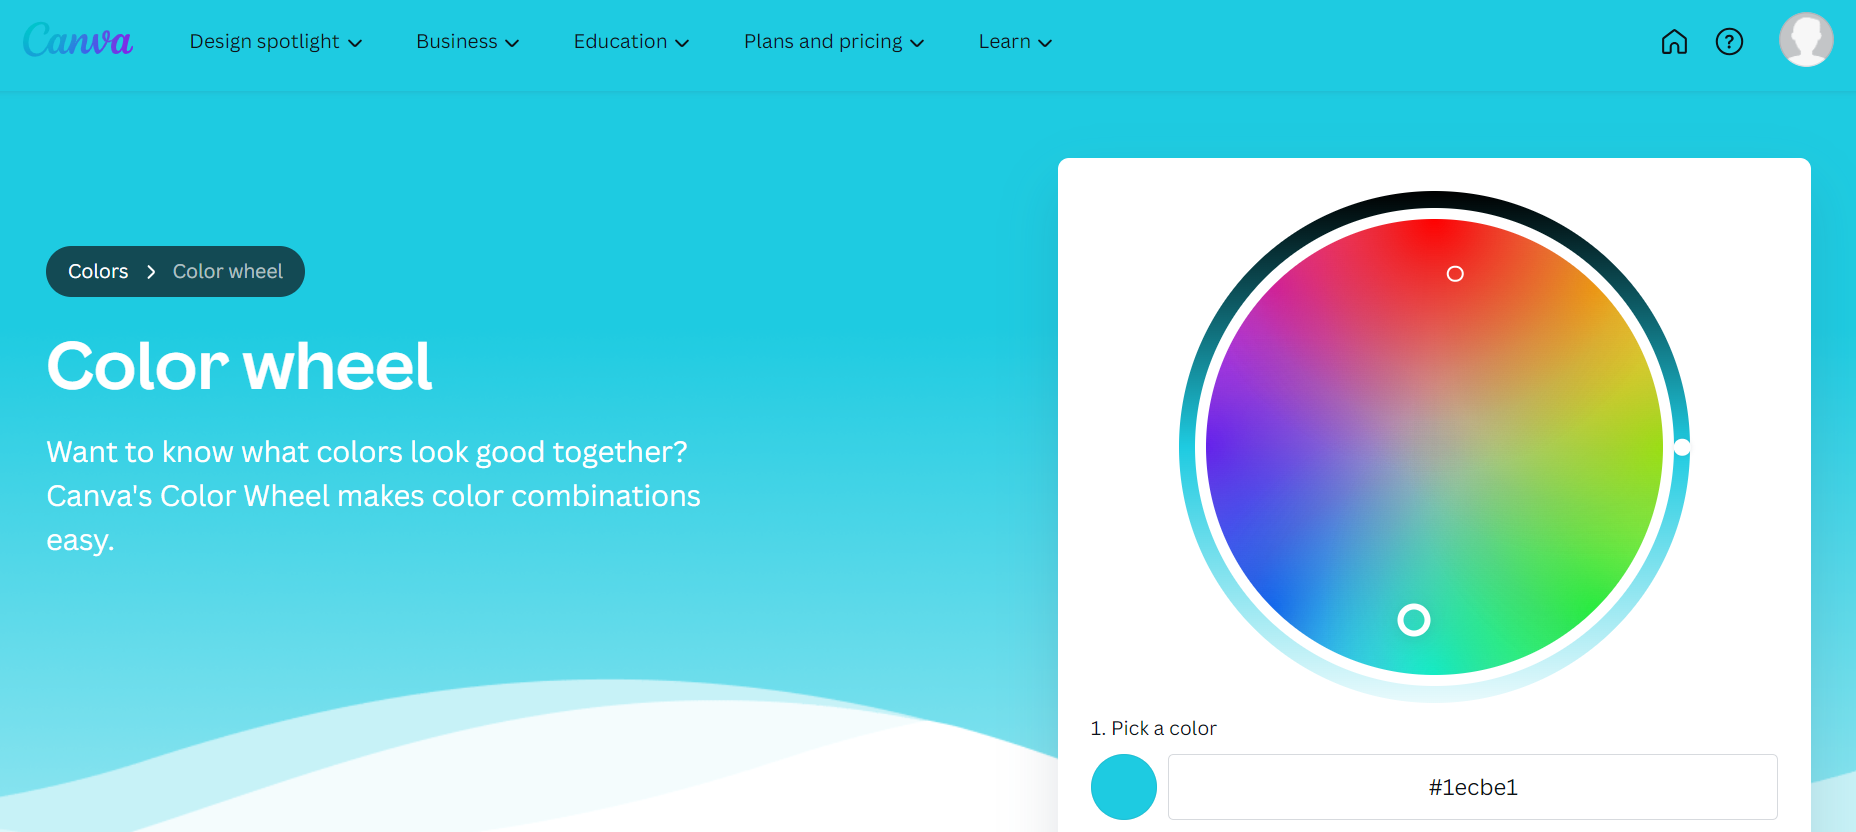 Canva
Design spotlight
Business
Education
Plans and pricing
Learn
?
Colors > Color wheel
Color wheel
Want to know what colors look good together?
Canva's Color Wheel makes color combinations
easy.
1. Pick a color
#1ecbe1